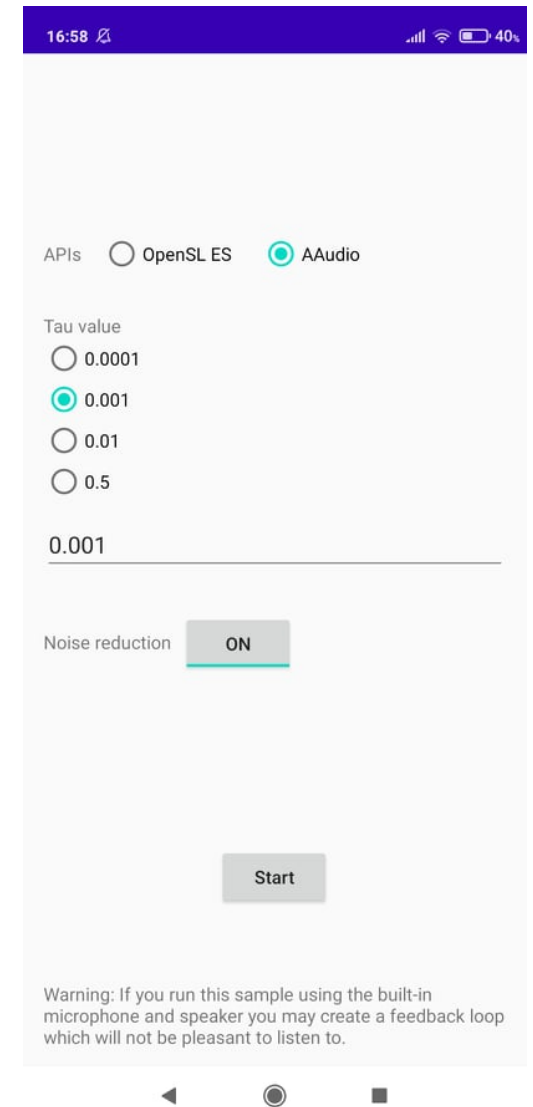 16:58 40%
APIs OpenSL ES AAudio
Tau value
0.0001
0.001
0.01
0.5
0.001
Noise reduction ON
Start
Warning: If you run this sample using the built-in
microphone and speaker you may create a feedback loop
which will not be pleasant to listen to.